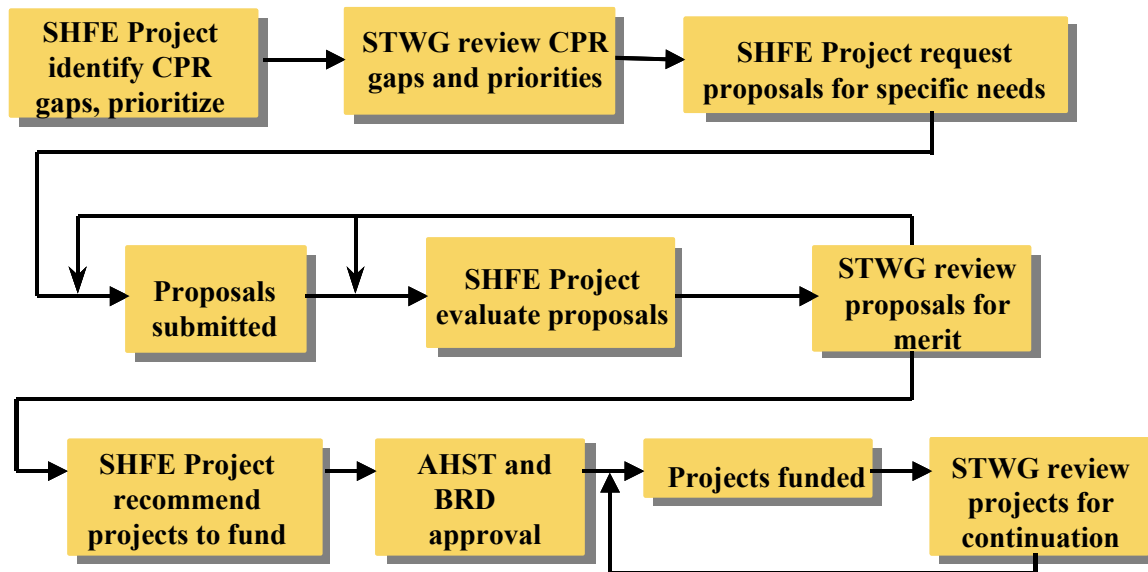 SHFE Project
identify CPR
gaps, prioritize
STWG review CPR
gaps and priorities
SHFE Project request
proposals for specific needs
Proposals
submitted
SHFE Project
evaluate proposals
STWG review
proposals for
merit
SHFE Project
recommend
projects to fund
AHST and
BRD
approval
Projects funded
STWG review
projects for
continuation